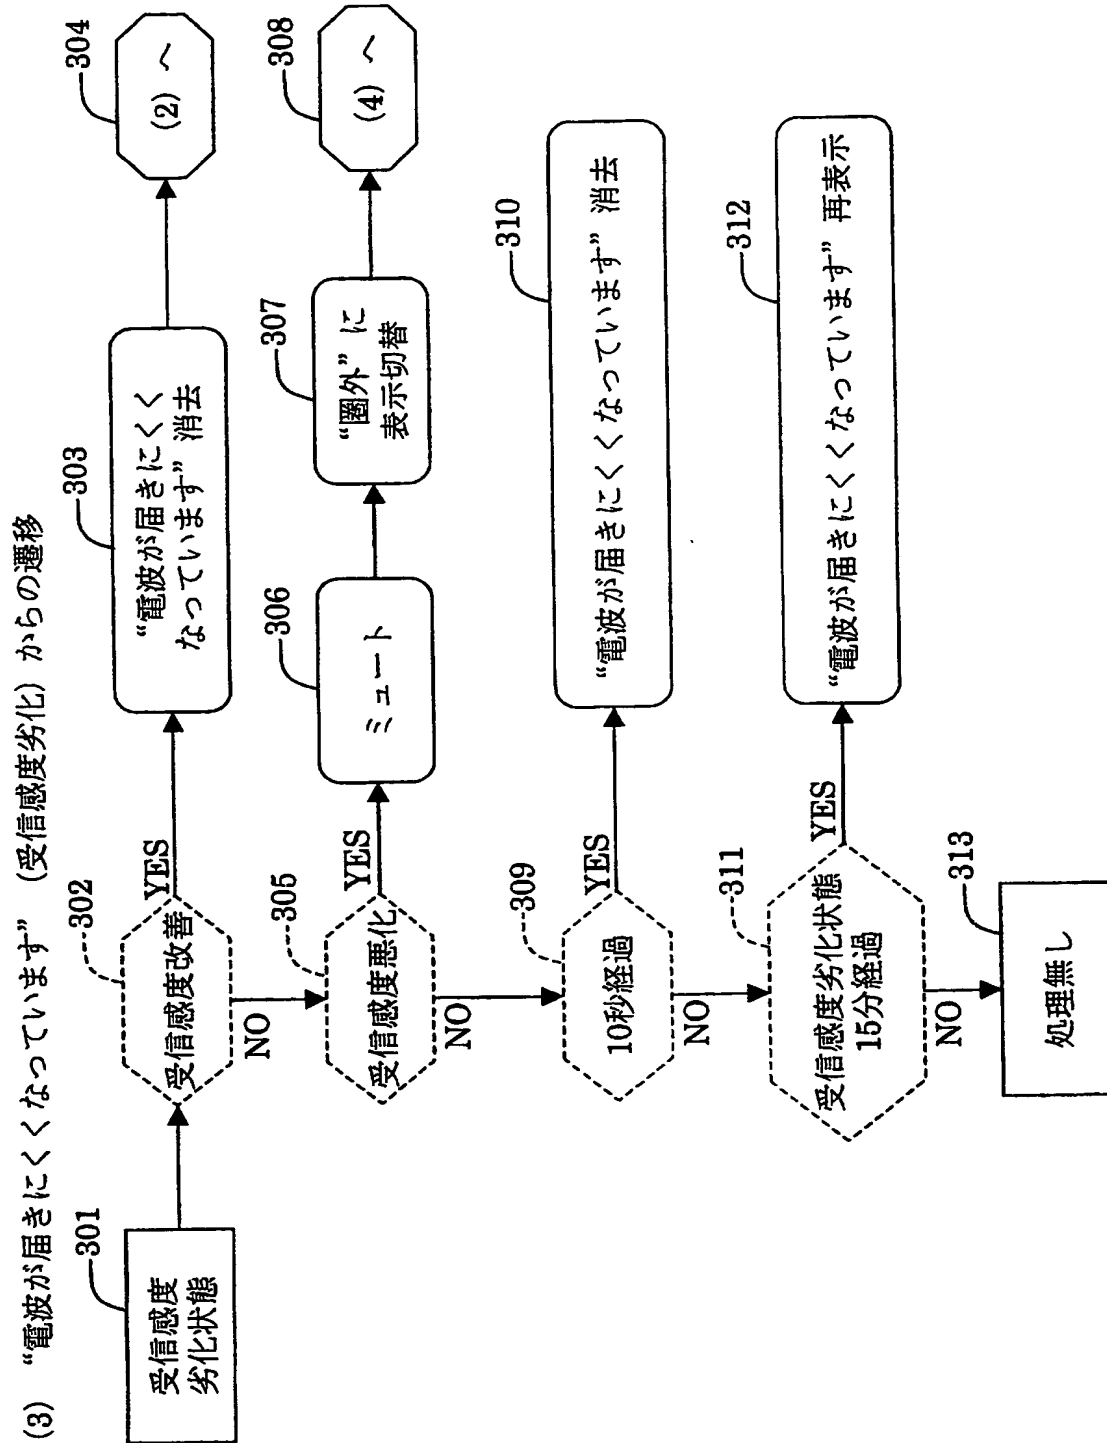 (3) “電波が届きにくくなっています” (受信感度劣化) からの遷移
301
受信感度
劣化状態
302
受信感度改善
YES
NO
303
“電波が届きにくく
なっています” 消去
304
(2) へ
305
受信感度悪化
YES
NO
306
ミュート
307
“圏外” に
表示切替
308
(4) へ
309
10秒経過
YES
NO
310
“電波が届きにくくなっています” 消去
311
受信感度劣化状態
15分経過
YES
NO
312
“電波が届きにくくなっています” 再表示
313
処理無し